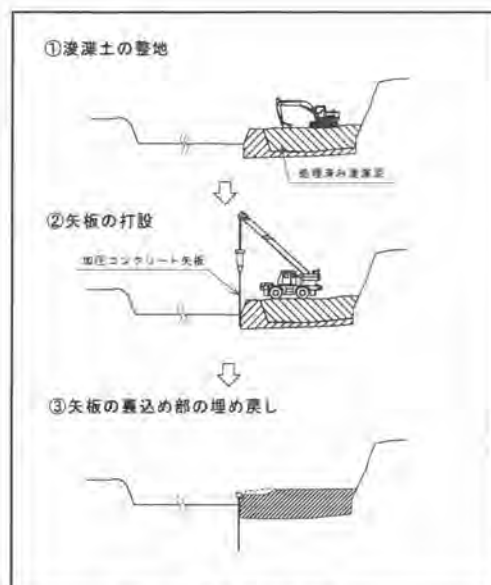 ①浚渫土の整地
処理済み浚渫泥
②矢板の打設
加圧コンクリート矢板
③矢板の裏込め部の埋め戻し